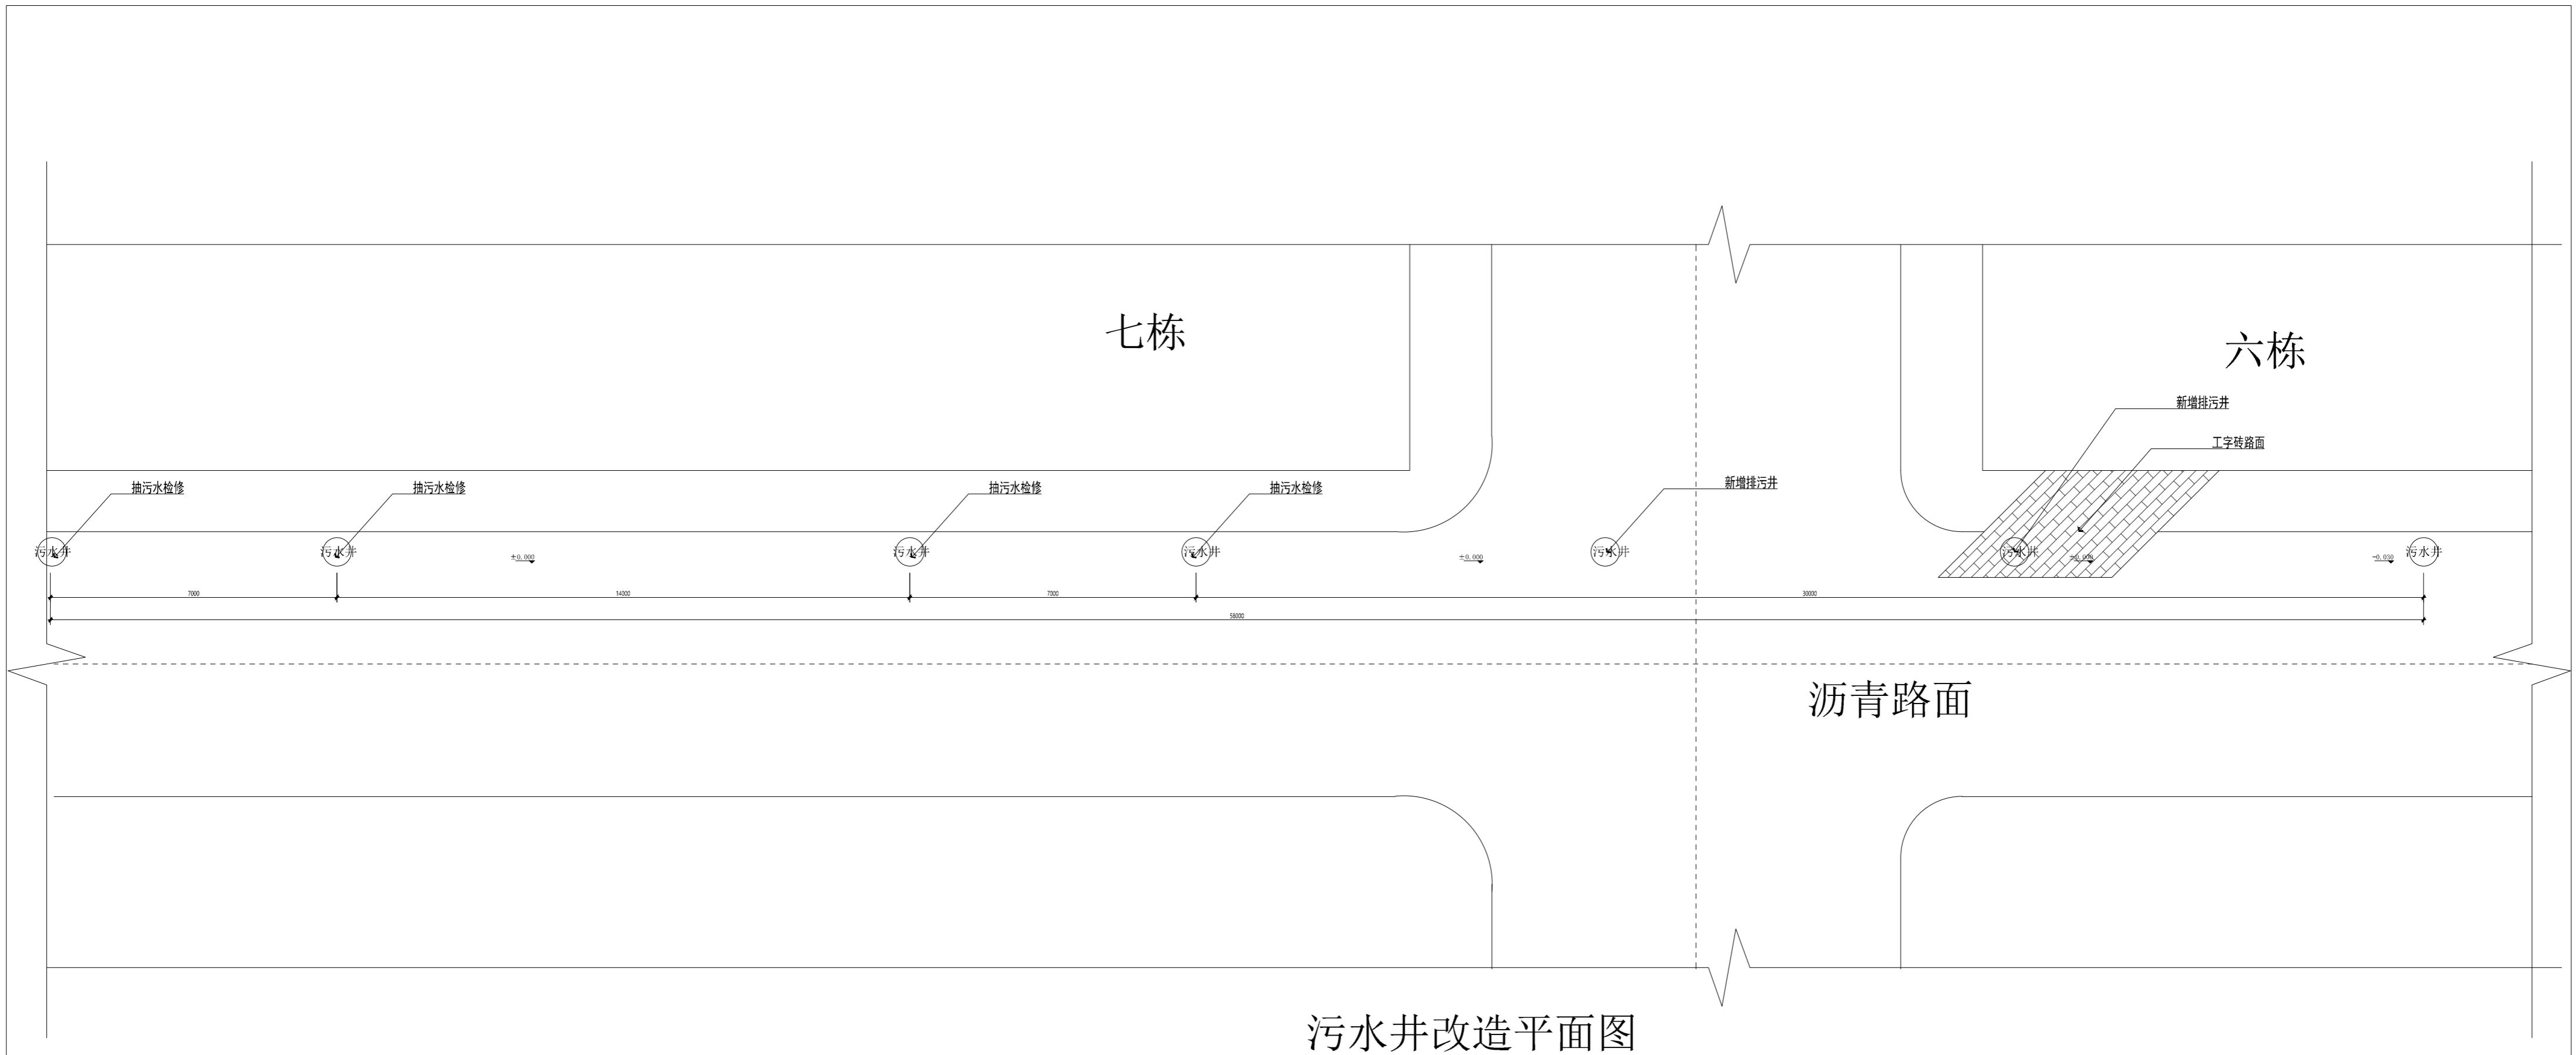 七栋
六栋
新增排污井
工字砖路面
新增排污井
抽污水检修
抽污水检修
抽污水检修
抽污水检修
污水井
污水井
污水井
污水井
污水井
污水井
污水井
±0.000
±0.000
±0.000
-0.030
7000
14000
7000
30000
58000
沥青路面
污水井改造平面图